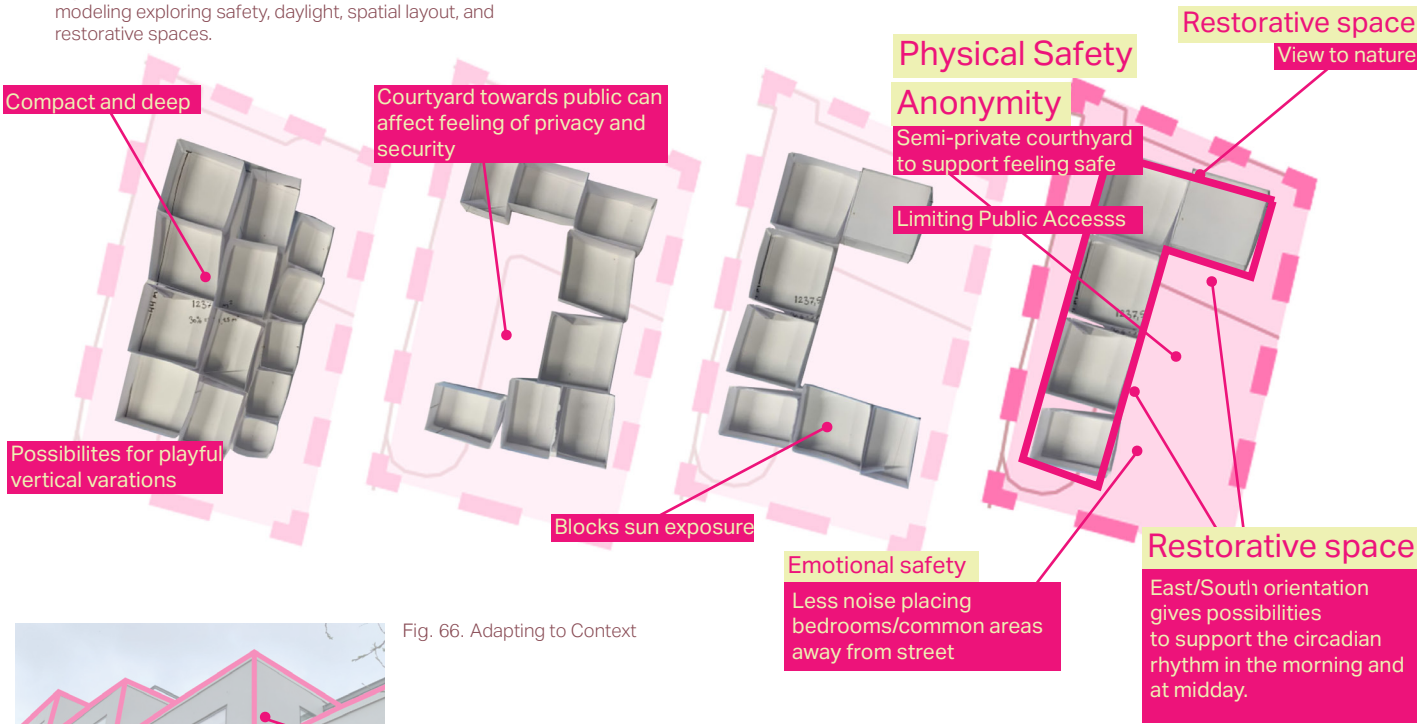 modeling exploring safety, daylight, spatial layout, and
restorative spaces.
Compact and deep
Possibilites for playful
vertical varations
Courtyard towards public can
affect feeling of privacy and
security
Blocks sun exposure
Physical Safety
Anonymity
Semi-private courthyard
to support feeling safe
Limiting Public Accesss
Restorative space
View to nature
Emotional safety
Less noise placing
bedrooms/common areas
away from street
Restorative space
East/South orientation
gives possibilities
to support the circadian
rhythm in the morning and
at midday.
Fig. 66. Adapting to Context